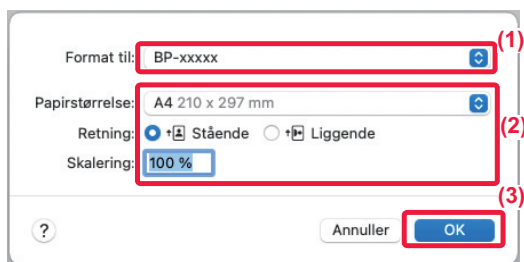 (1)
Format til: BP-xxxxx
Papirstørrelse: A4 210 x 297 mm
(2)
Retning: Stående Liggende
Skalering: 100 %
(3)
? Annuller OK